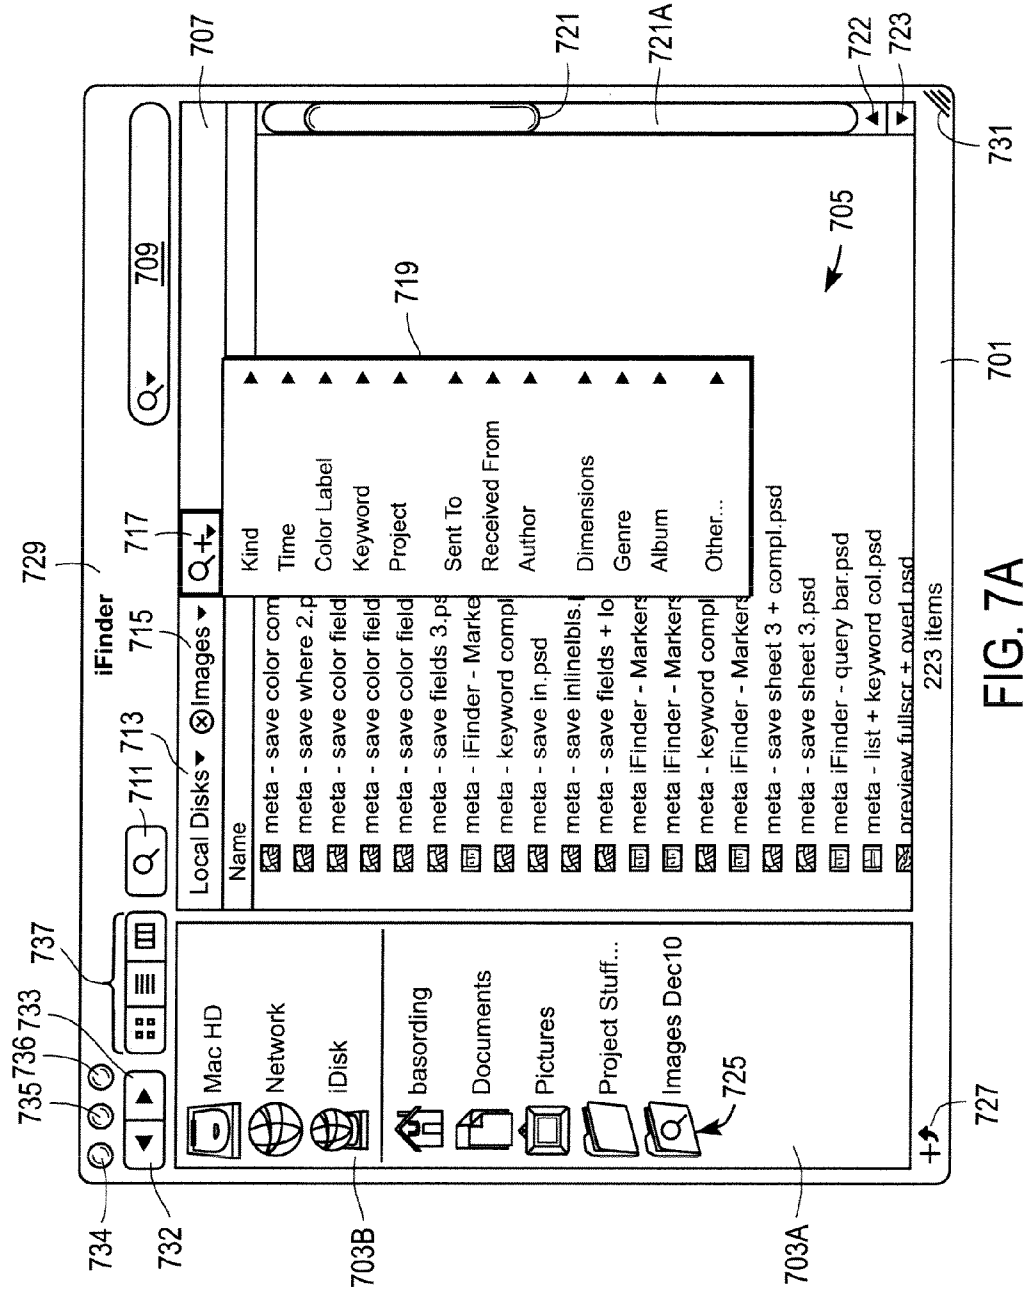 729
iFinder
734
735
736
733
737
711
713
715
717
709
707
732
Local Disks
Images
Name
Mac HD
Network
iDisk
703B
basording
Documents
Pictures
Project Stuff...
Images Dec10
725
703A
727
meta - save color com
meta - save where 2.p
meta - save color field
meta - save color field
meta - save color field
meta - save fields 3.ps
meta - iFinder - Marke
meta - keyword compl
meta - save in.psd
meta - save inlinelbls.p
meta - save fields + lo
meta iFinder - Markers
meta iFinder - Markers
meta - keyword compl
meta iFinder - Markers
meta - save sheet 3 + compl.psd
meta - save sheet 3.psd
meta iFinder - query bar.psd
meta - list + keyword col.psd
preview fullscr + overl.psd
Kind
Time
Color Label
Keyword
Project
Sent To
Received From
Author
Dimensions
Genre
Album
Other...
719
721
721A
722
723
705
223 items
701
731
FIG. 7A